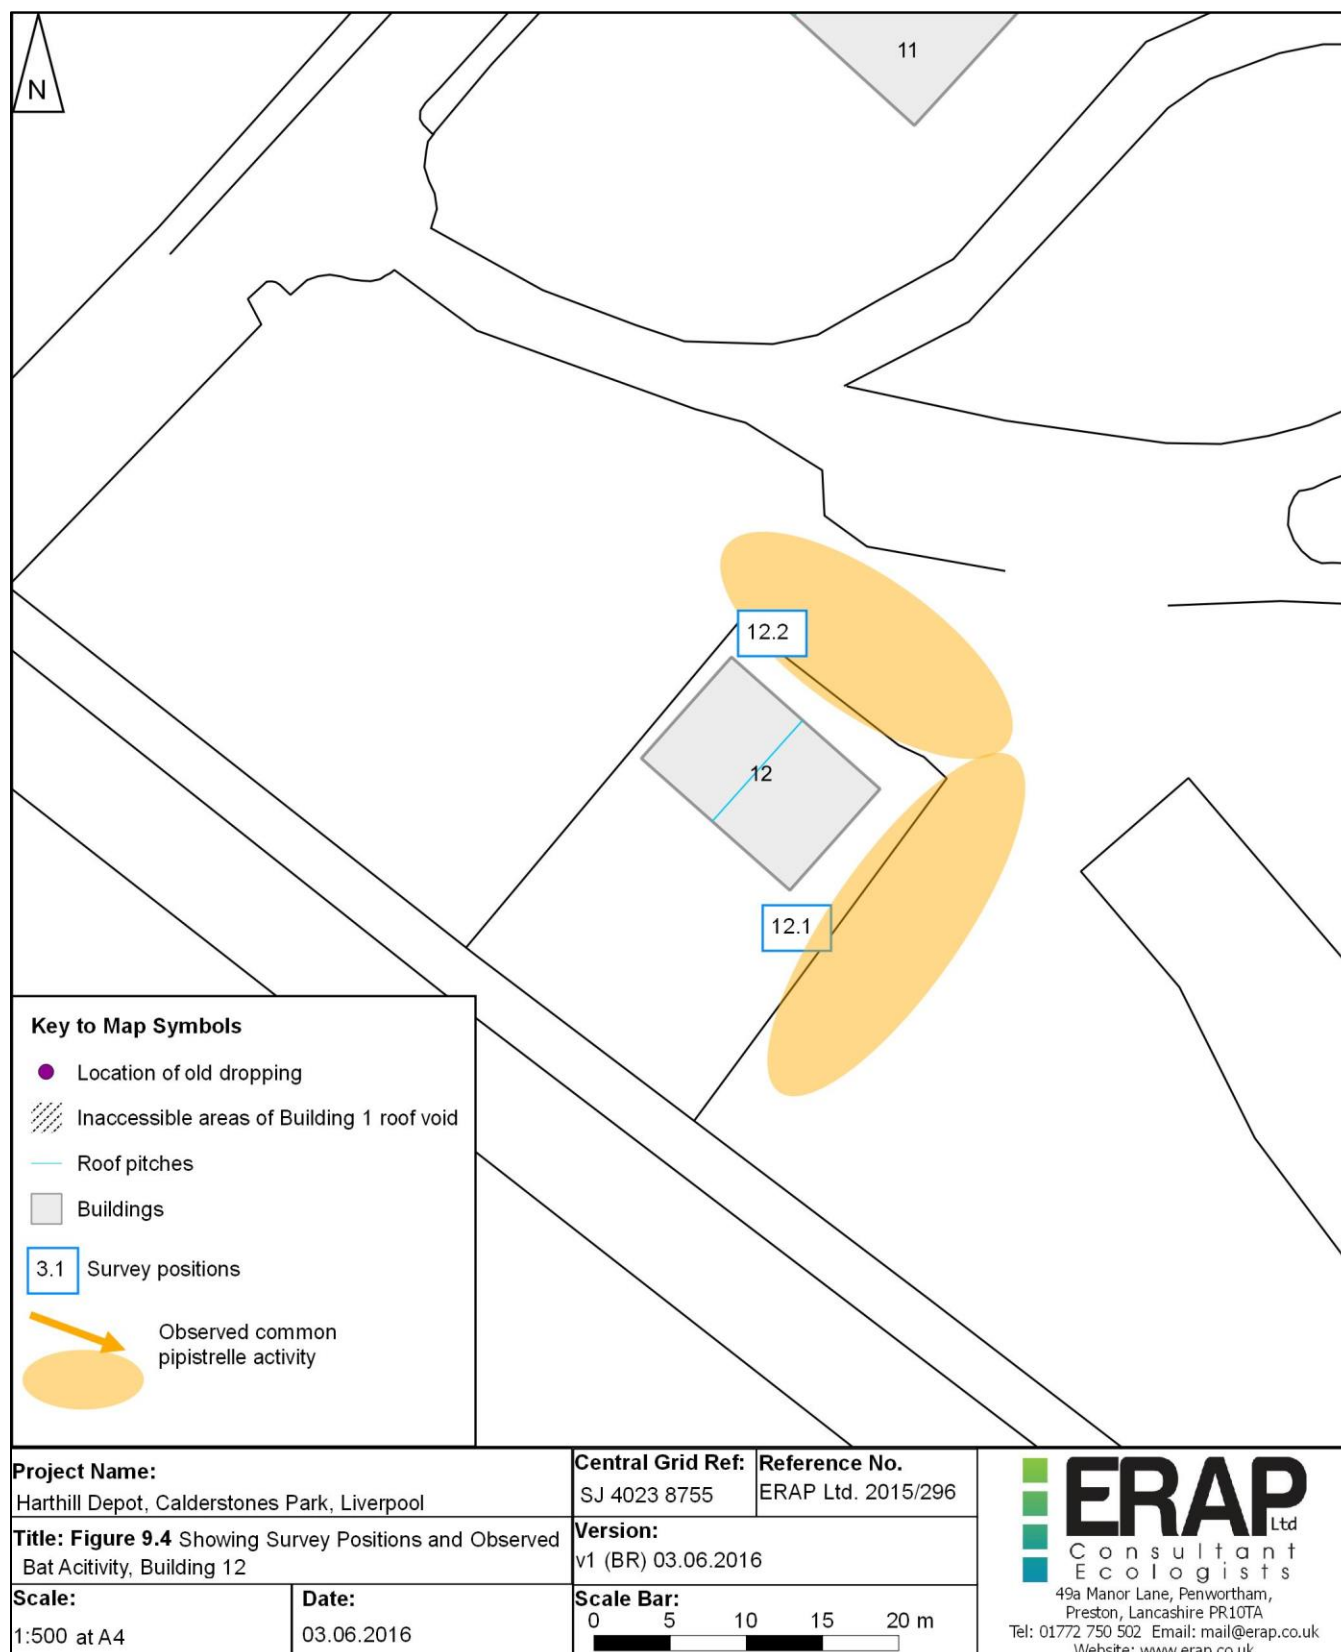 N
11
12.2
12
12.1
Key to Map Symbols
Location of old dropping
Inaccessible areas of Building 1 roof void
Roof pitches
Buildings
3.1 Survey positions
Observed common
pipistrelle activity
Project Name:
Harthill Depot, Calderstones Park, Liverpool
Title: Figure 9.4 Showing Survey Positions and Observed
Bat Acitivity, Building 12
Scale:
1:500 at A4
Date:
03.06.2016
Central Grid Ref:
SJ 4023 8755
Reference No.
ERAP Ltd. 2015/296
Version:
v1 (BR) 03.06.2016
Scale Bar:
0 5 10 15 20 m
ERAP Ltd
Consultant
Ecologists
49a Manor Lane, Penwortham,
Preston, Lancashire PR10TA
Tel: 01772 750 502 Email: mail@erap.co.uk
Website: www.erap.co.uk